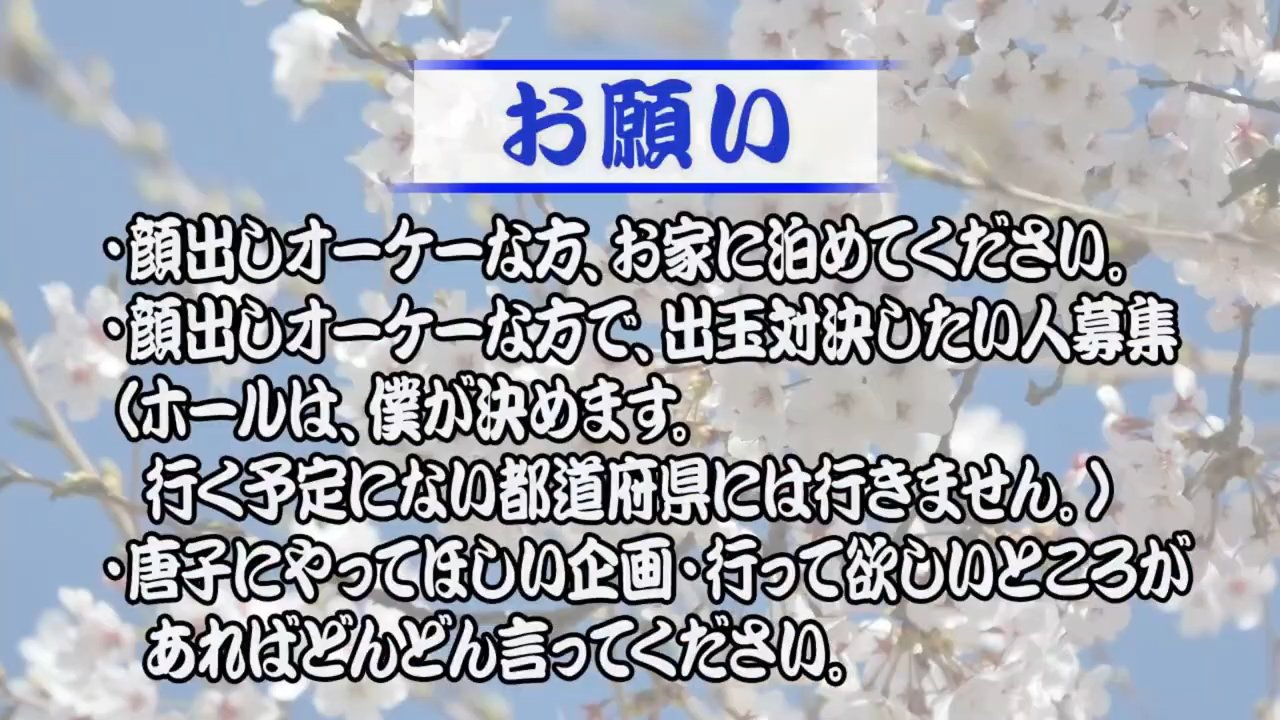 お願い
・顔出しオーケーな方、お家に泊めてください。
・顔出しオーケーな方で、出玉対決したい人募集
(ホールは、僕が決めます。
行く予定にない都道府県には行きません。)
・唐子にやってほしい企画・行って欲しいところが
あればどんどん言ってください。